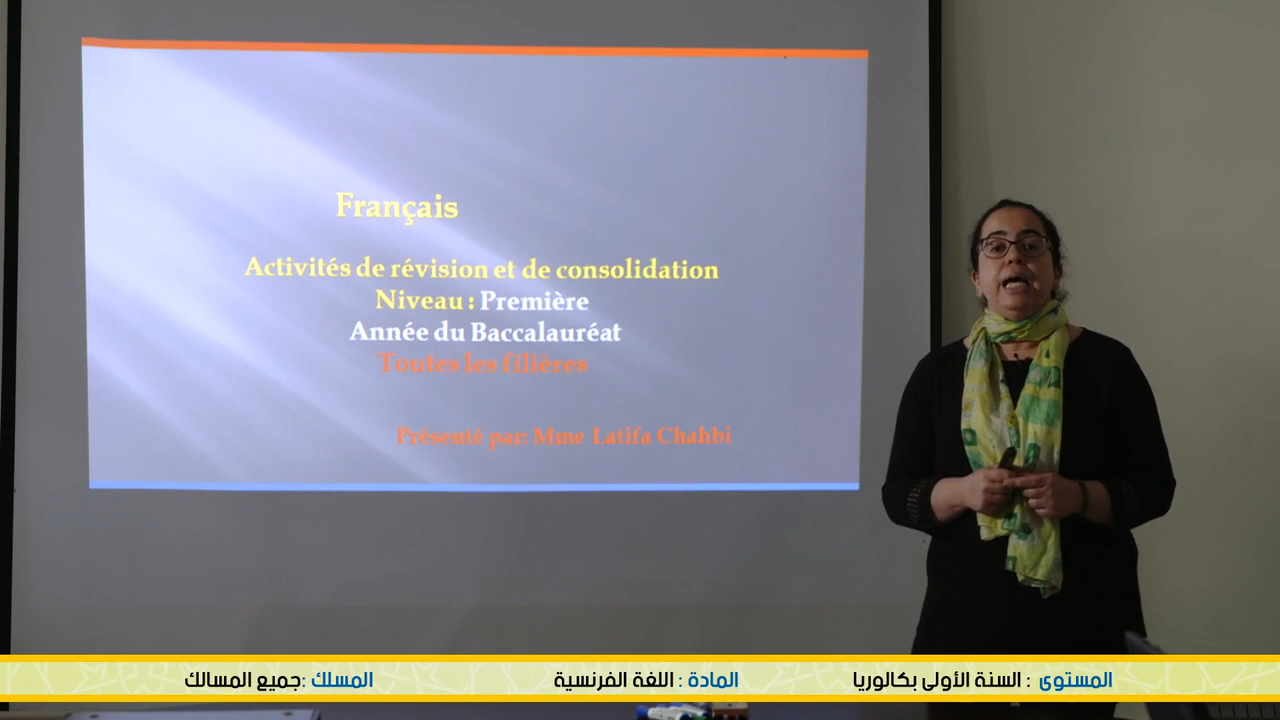 Français
Activités de révision et de consolidation
Niveau : Première
Année du Baccalauréat
Toutes les filières
Présenté par: Mme Latifa Chahbi
المستوى : السنة الأولى بكالوريا
المادة : اللغة الفرنسية
المسلك :جميع المسالك